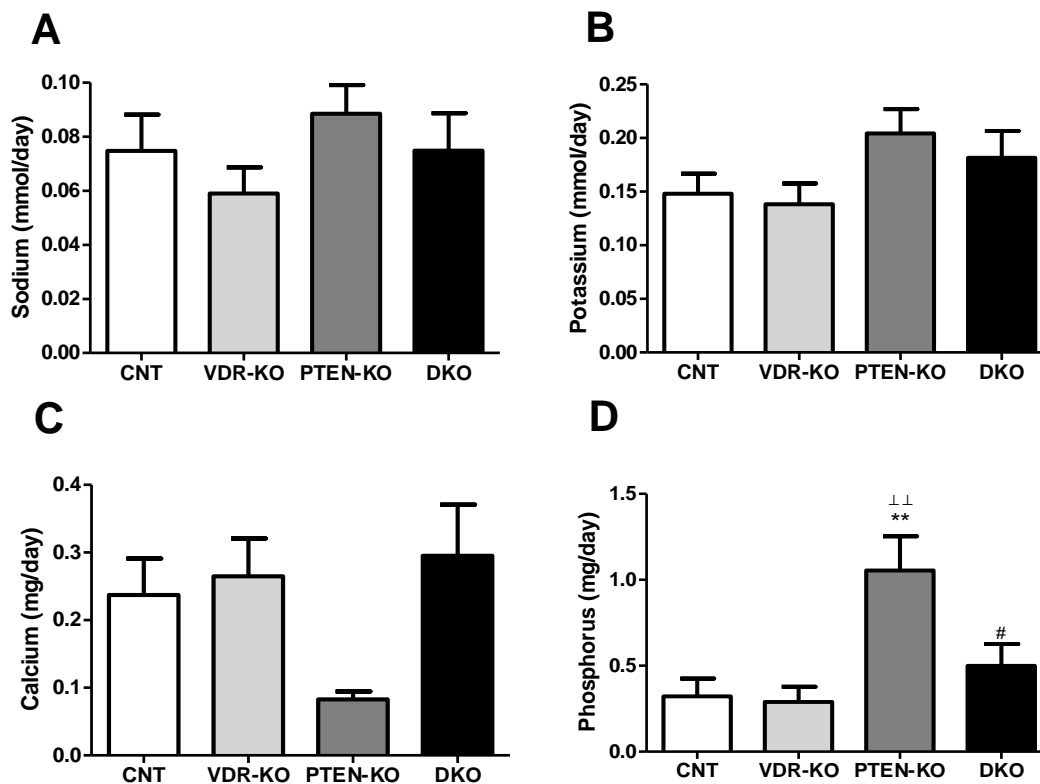 A
Sodium (mmol/day)
0.10
0.08
0.06
0.04
0.02
0.00
CNT VDR-KO PTEN-KO DKO
B
Potassium (mmol/day)
0.25
0.20
0.15
0.10
0.05
0.00
CNT VDR-KO PTEN-KO DKO
C
Calcium (mg/day)
0.4
0.3
0.2
0.1
0.0
CNT VDR-KO PTEN-KO DKO
D
Phosphorus (mg/day)
1.5
1.0
0.5
0.0
⊥⊥
**
#
CNT VDR-KO PTEN-KO DKO